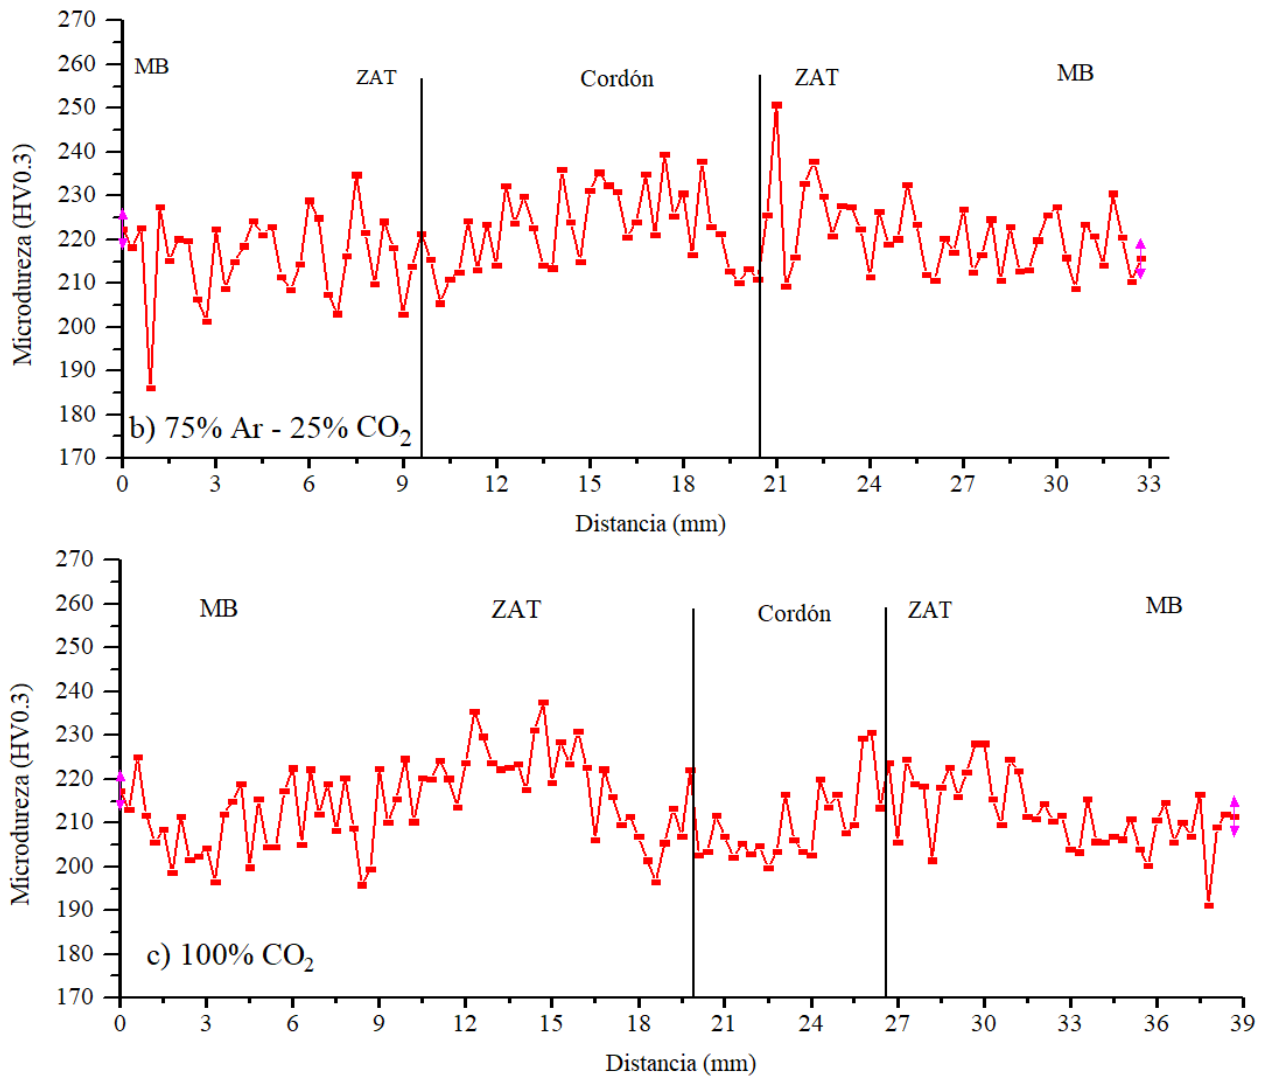 270
260
250
240
230
220
210
200
190
180
170
Microdureza (HV0.3)
MB
ZAT
Cordón
ZAT
MB
b) 75% Ar - 25% CO2
0 3 6 9 12 15 18 21 24 27 30 33
Distancia (mm)
270
260
250
240
230
220
210
200
190
180
170
Microdureza (HV0.3)
MB
ZAT
Cordón
ZAT
MB
c) 100% CO2
0 3 6 9 12 15 18 21 24 27 30 33 36 39
Distancia (mm)